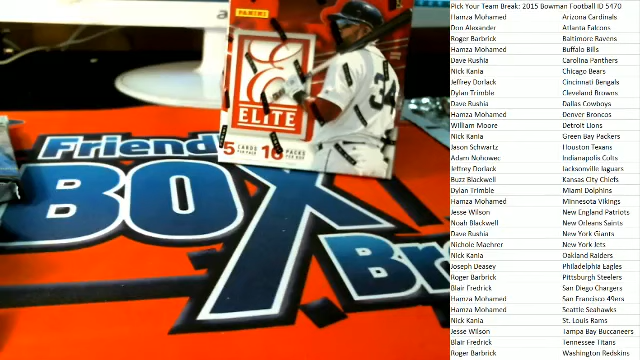 PANINI
ELITE
5 CARDS PER PACK 10 PACKS PER BOX
Friend
BOX
Br
Pick Your Team Break: 2015 Bowman Football ID 5470
Hamza Mohamed Arizona Cardinals
Don Alexander Atlanta Falcons
Roger Barbrick Baltimore Ravens
Hamza Mohamed Buffalo Bills
Dave Rushia Carolina Panthers
Nick Kania Chicago Bears
Jeffrey Dorlack Cincinnati Bengals
Dylan Trimble Cleveland Browns
Dave Rushia Dallas Cowboys
Hamza Mohamed Denver Broncos
William Moore Detroit Lions
Nick Kania Green Bay Packers
Jason Schwartz Houston Texans
Adam Nohowec Indianapolis Colts
Jeffrey Dorlack Jacksonville Jaguars
Buzz Blackwell Kansas City Chiefs
Dylan Trimble Miami Dolphins
Hamza Mohamed Minnesota Vikings
Jesse Wilson New England Patriots
Noah Blackwell New Orleans Saints
Dave Rushia New York Giants
Nichole Maehrer New York Jets
Nick Kania Oakland Raiders
Joseph Deasey Philadelphia Eagles
Roger Barbrick Pittsburgh Steelers
Blair Fredrick San Diego Chargers
Hamza Mohamed San Francisco 49ers
Hamza Mohamed Seattle Seahawks
Nick Kania St. Louis Rams
Jesse Wilson Tampa Bay Buccaneers
Blair Fredrick Tennessee Titans
Roger Barbrick Washington Redskins